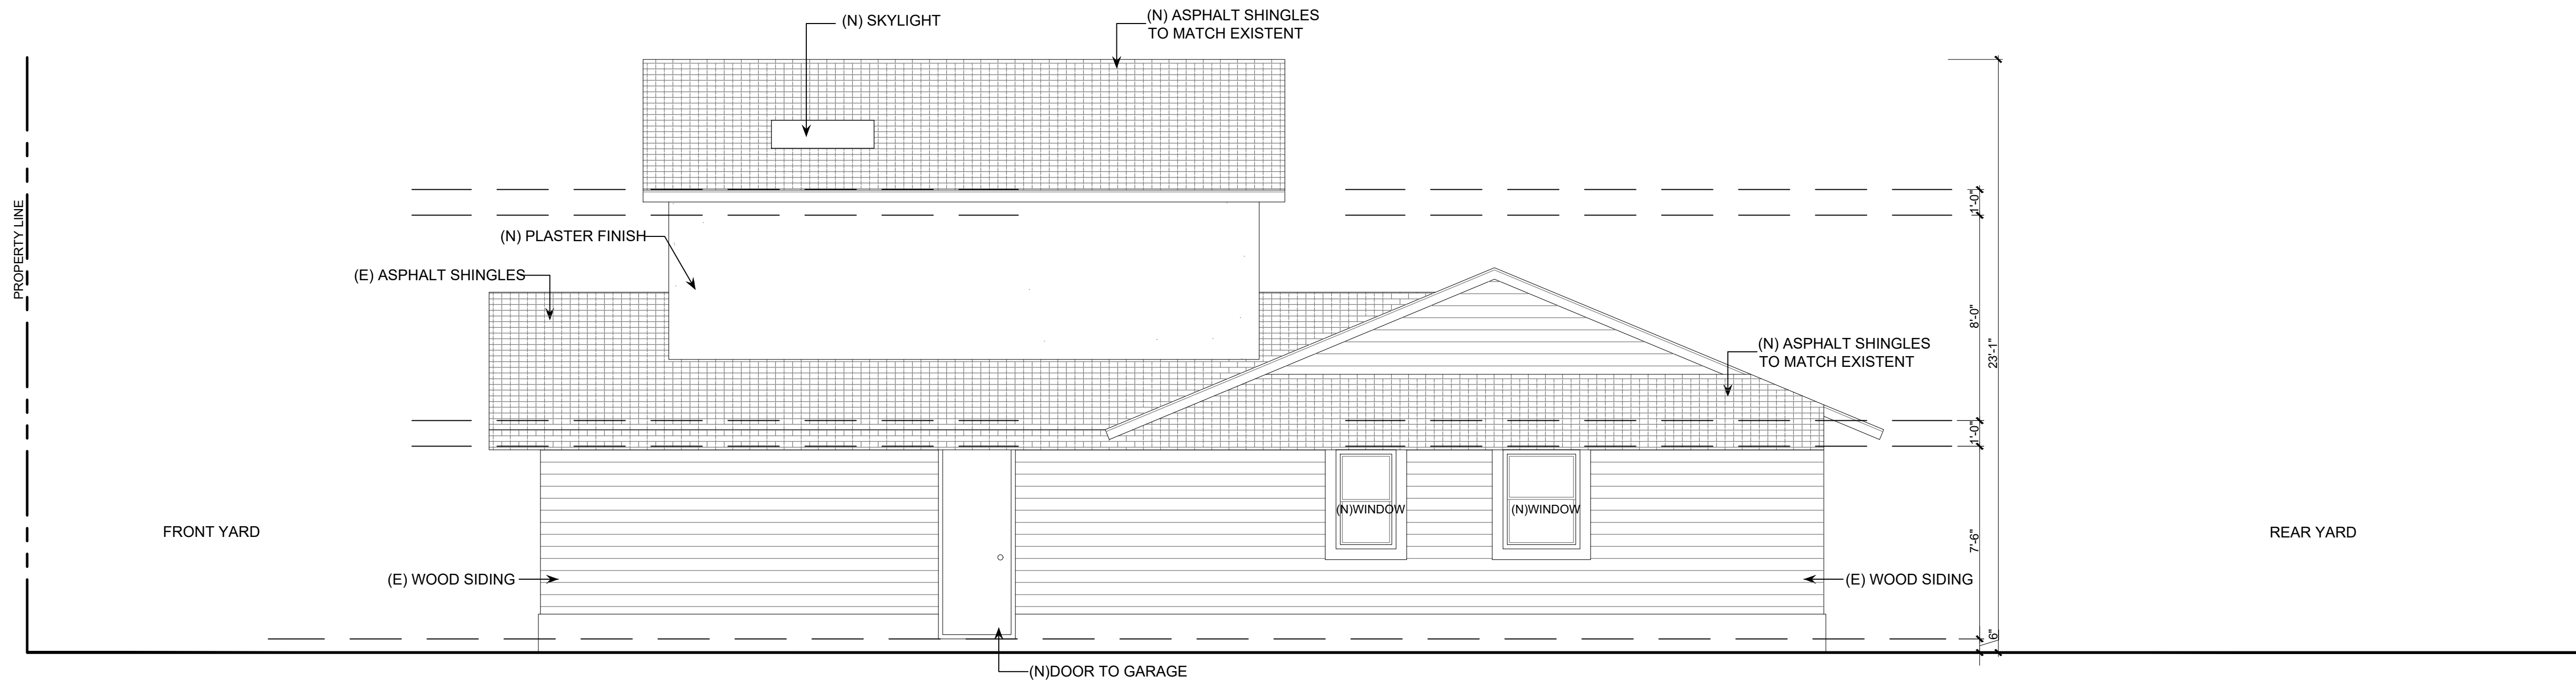 (N) SKYLIGHT
(N) ASPHALT SHINGLES
TO MATCH EXISTENT
PROPERTY LINE
1'-0"
(N) PLASTER FINISH
(E) ASPHALT SHINGLES
8'-0"
23'-1"
(N) ASPHALT SHINGLES
TO MATCH EXISTENT
1'-0"
(N)WINDOW
(N)WINDOW
FRONT YARD
7'-6"
REAR YARD
(E) WOOD SIDING
(E) WOOD SIDING
6"
(N)DOOR TO GARAGE